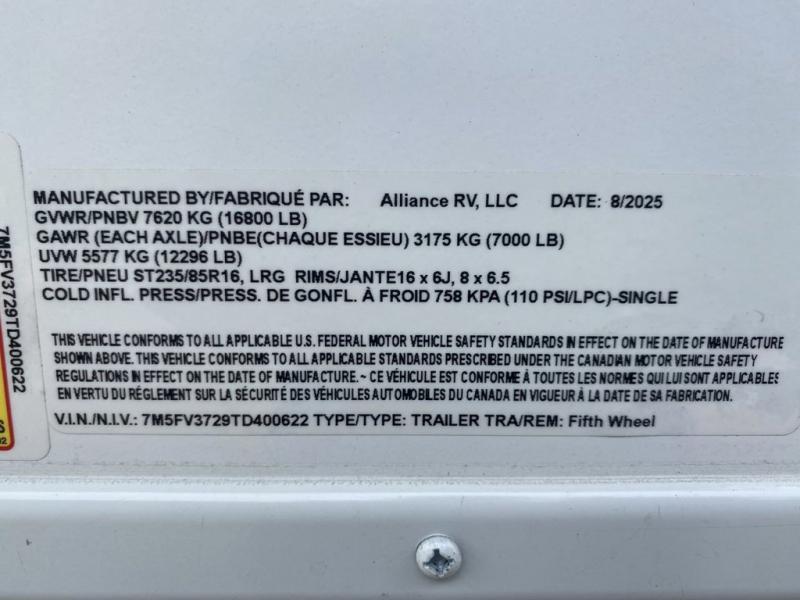 MANUFACTURED BY/FABRIQUÉ PAR: Alliance RV, LLC DATE: 8/2025
GVWR/PNBV 7620 KG (16800 LB)
GAWR (EACH AXLE)/PNBE(CHAQUE ESSIEU) 3175 KG (7000 LB)
UVW 5577 KG (12296 LB)
TIRE/PNEU ST235/85R16, LRG RIMS/JANTE16 x 6J, 8 x 6.5
COLD INFL. PRESS/PRESS. DE GONFL. À FROID 758 KPA (110 PSI/LPC)-SINGLE
THIS VEHICLE CONFORMS TO ALL APPLICABLE U.S. FEDERAL MOTOR VEHICLE SAFETY STANDARDS IN EFFECT ON THE DATE OF MANUFACTURE
SHOWN ABOVE. THIS VEHICLE CONFORMS TO ALL APPLICABLE STANDARDS PRESCRIBED UNDER THE CANADIAN MOTOR VEHICLE SAFETY
REGULATIONS IN EFFECT ON THE DATE OF MANUFACTURE. ~ CE VÉHICULE EST CONFORME À TOUTES LES NORMES QUI LUI SONT APPLICABLES
EN VERTU DU RÉGLEMENT SUR LA SÉCURITÉ DES VÉHICULES AUTOMOBILES DU CANADA EN VIGUEUR À LA DATE DE SA FABRICATION.
V.I.N./N.I.V.: 7M5FV3729TD400622 TYPE/TYPE: TRAILER TRA/REM: Fifth Wheel
7M5FV3729TD400622